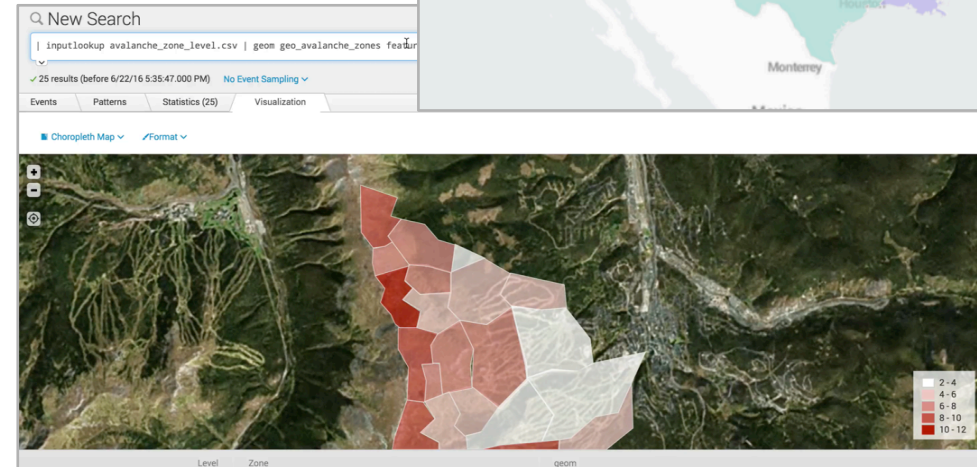 New Search
| inputlookup avalanche_zone_level.csv | geom geo_avalanche_zones featur
25 results (before 6/22/16 5:35:47.000 PM) No Event Sampling
Events Patterns Statistics (25) Visualization
Houston
Monterrey
Choropleth Map Format
2 - 4
4 - 6
6 - 8
8 - 10
10 - 12
Level Zone geom